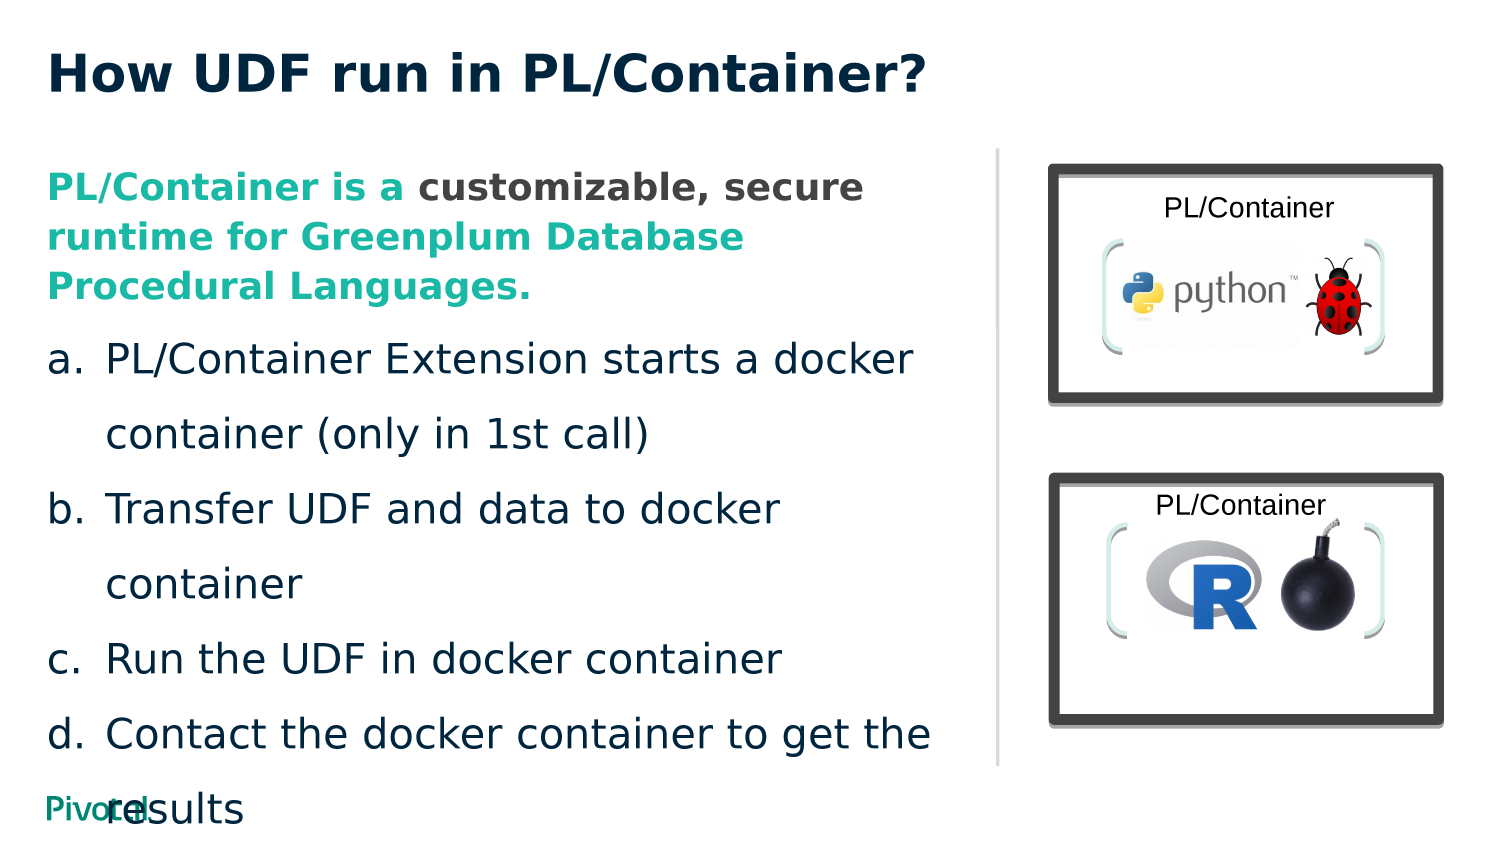 How UDF run in PL/Container?
PL/Container is a customizable, secure
runtime for Greenplum Database
Procedural Languages.
a. PL/Container Extension starts a docker
container (only in 1st call)
b. Transfer UDF and data to docker
container
c. Run the UDF in docker container
d. Contact the docker container to get the
results
Pivotal
PL/Container
python™
PL/Container
R